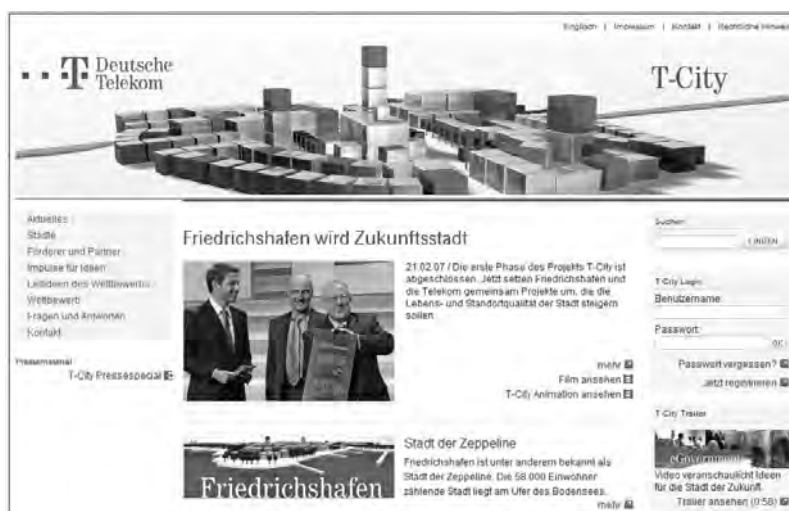 Englisch | Impressum | Kontakt | Rechtliche Hinweise
Deutsche
Telekom
T-City
Aktuelles
Städte
Förderer und Partner
Impulse für Ideen
Leitideen des Wettbewerbs
Wettbewerb
Fragen und Antworten
Kontakt
Pressematerial
T-City Pressespecial
Friedrichshafen wird Zukunftsstadt
21.02.07 / Die erste Phase des Projekts T-City ist
abgeschlossen. Jetzt setzen Friedrichshafen und
die Telekom gemeinsam Projekte um, die die
Lebens- und Standortqualität der Stadt steigern
sollen.
mehr
Film ansehen
T-City Animation ansehen
Friedrichshafen
Stadt der Zeppeline
Friedrichshafen ist unter anderem bekannt als
Stadt der Zeppeline. Die 58.000 Einwohner
zählende Stadt liegt am Ufer des Bodensees.
mehr
Suchen
FINDEN
T-City Login
Benutzername:
Passwort:
OK
Passwort vergessen?
Jetzt registrieren
T-City Trailer
eGovernment
Video veranschaulicht Ideen
für die Stadt der Zukunft.
Trailer ansehen (0:58)